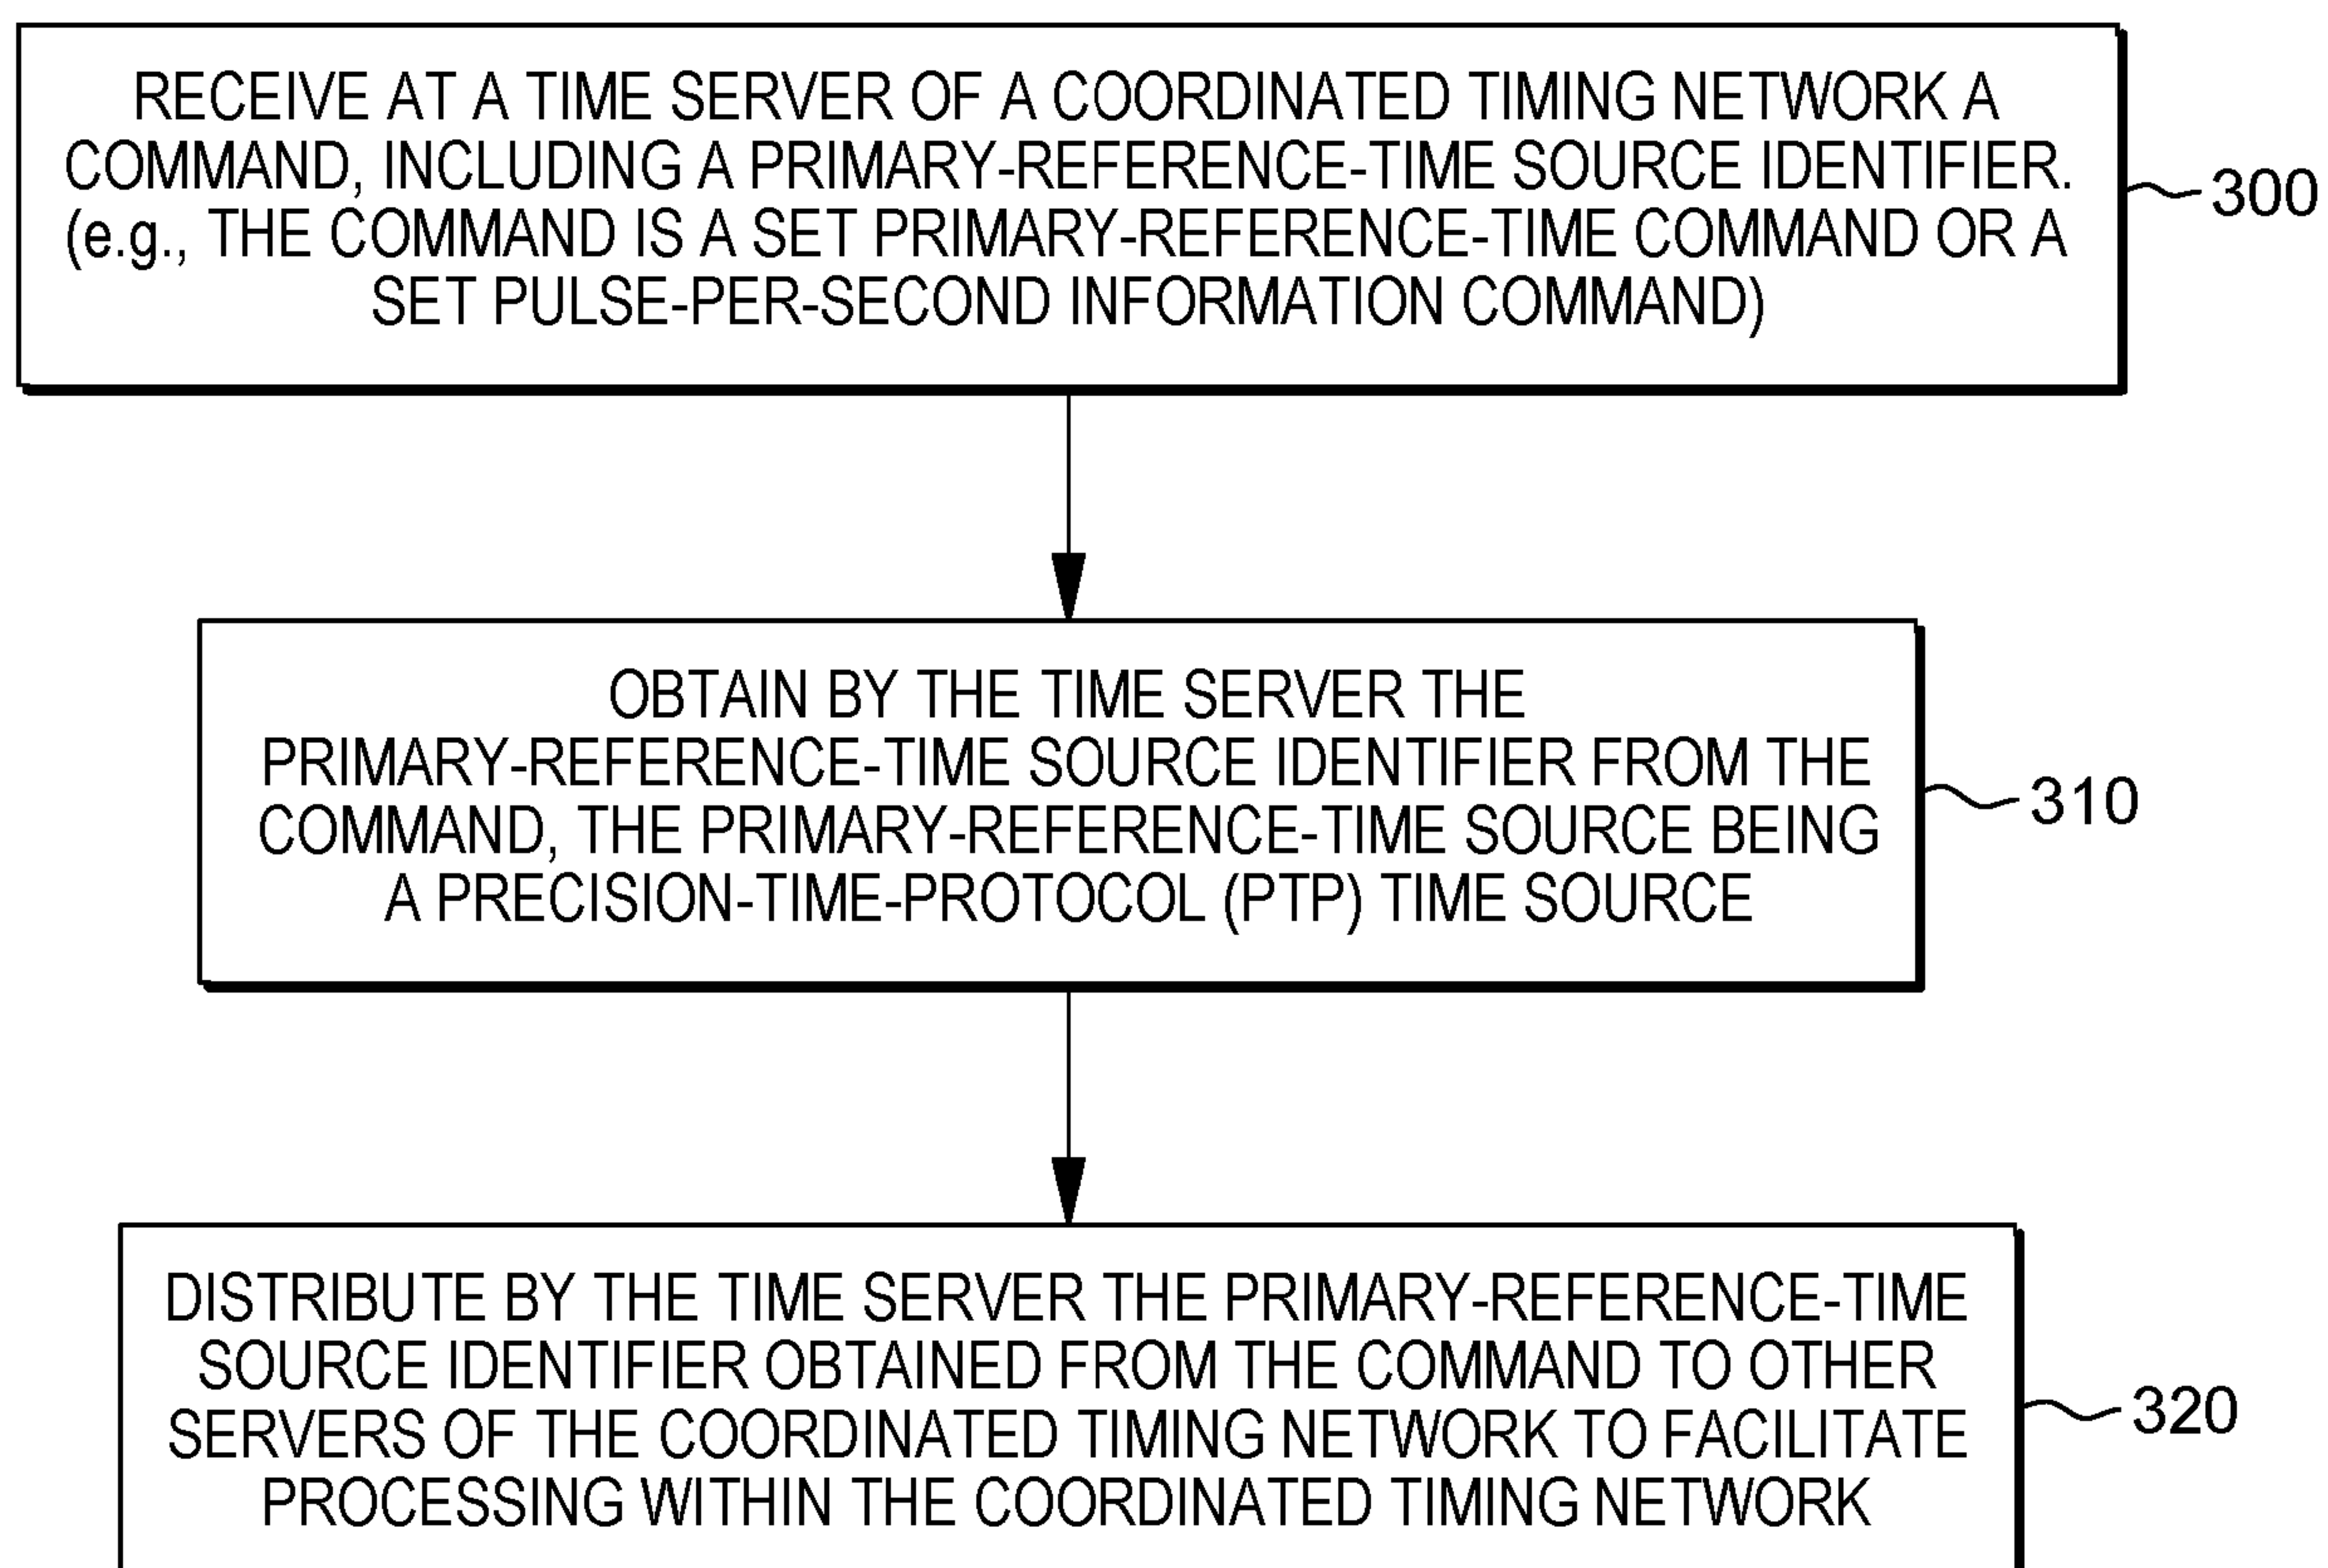 RECEIVE AT A TIME SERVER OF A COORDINATED TIMING NETWORK A
COMMAND, INCLUDING A PRIMARY-REFERENCE-TIME SOURCE IDENTIFIER.
(e.g., THE COMMAND IS A SET PRIMARY-REFERENCE-TIME COMMAND OR A
SET PULSE-PER-SECOND INFORMATION COMMAND)
300
OBTAIN BY THE TIME SERVER THE
PRIMARY-REFERENCE-TIME SOURCE IDENTIFIER FROM THE
COMMAND, THE PRIMARY-REFERENCE-TIME SOURCE BEING
A PRECISION-TIME-PROTOCOL (PTP) TIME SOURCE
310
DISTRIBUTE BY THE TIME SERVER THE PRIMARY-REFERENCE-TIME
SOURCE IDENTIFIER OBTAINED FROM THE COMMAND TO OTHER
SERVERS OF THE COORDINATED TIMING NETWORK TO FACILITATE
PROCESSING WITHIN THE COORDINATED TIMING NETWORK
320